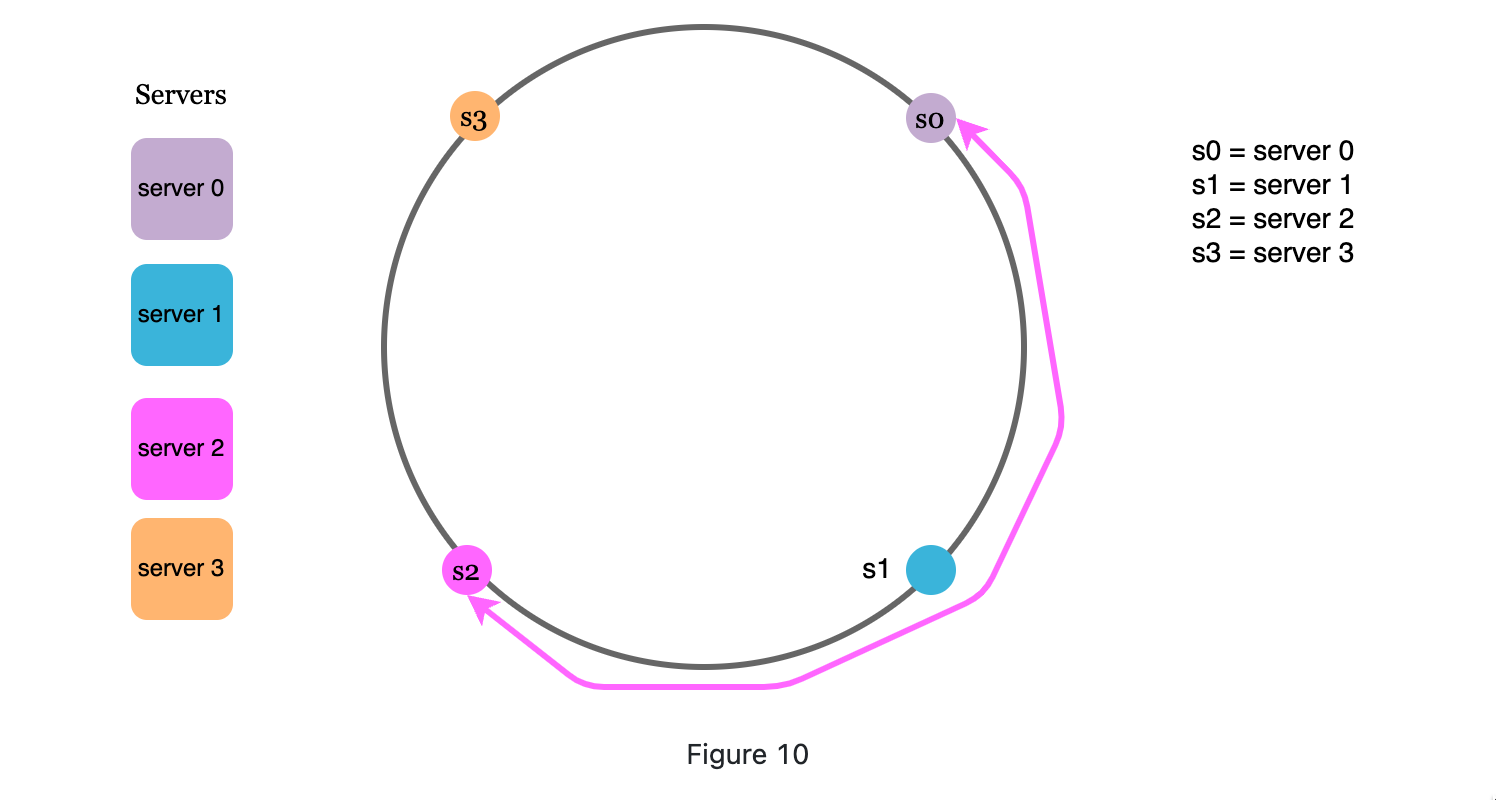 Servers
server 0
server 1
server 2
server 3
s3
s0
s2
s1
s0 = server 0
s1 = server 1
s2 = server 2
s3 = server 3
Figure 10